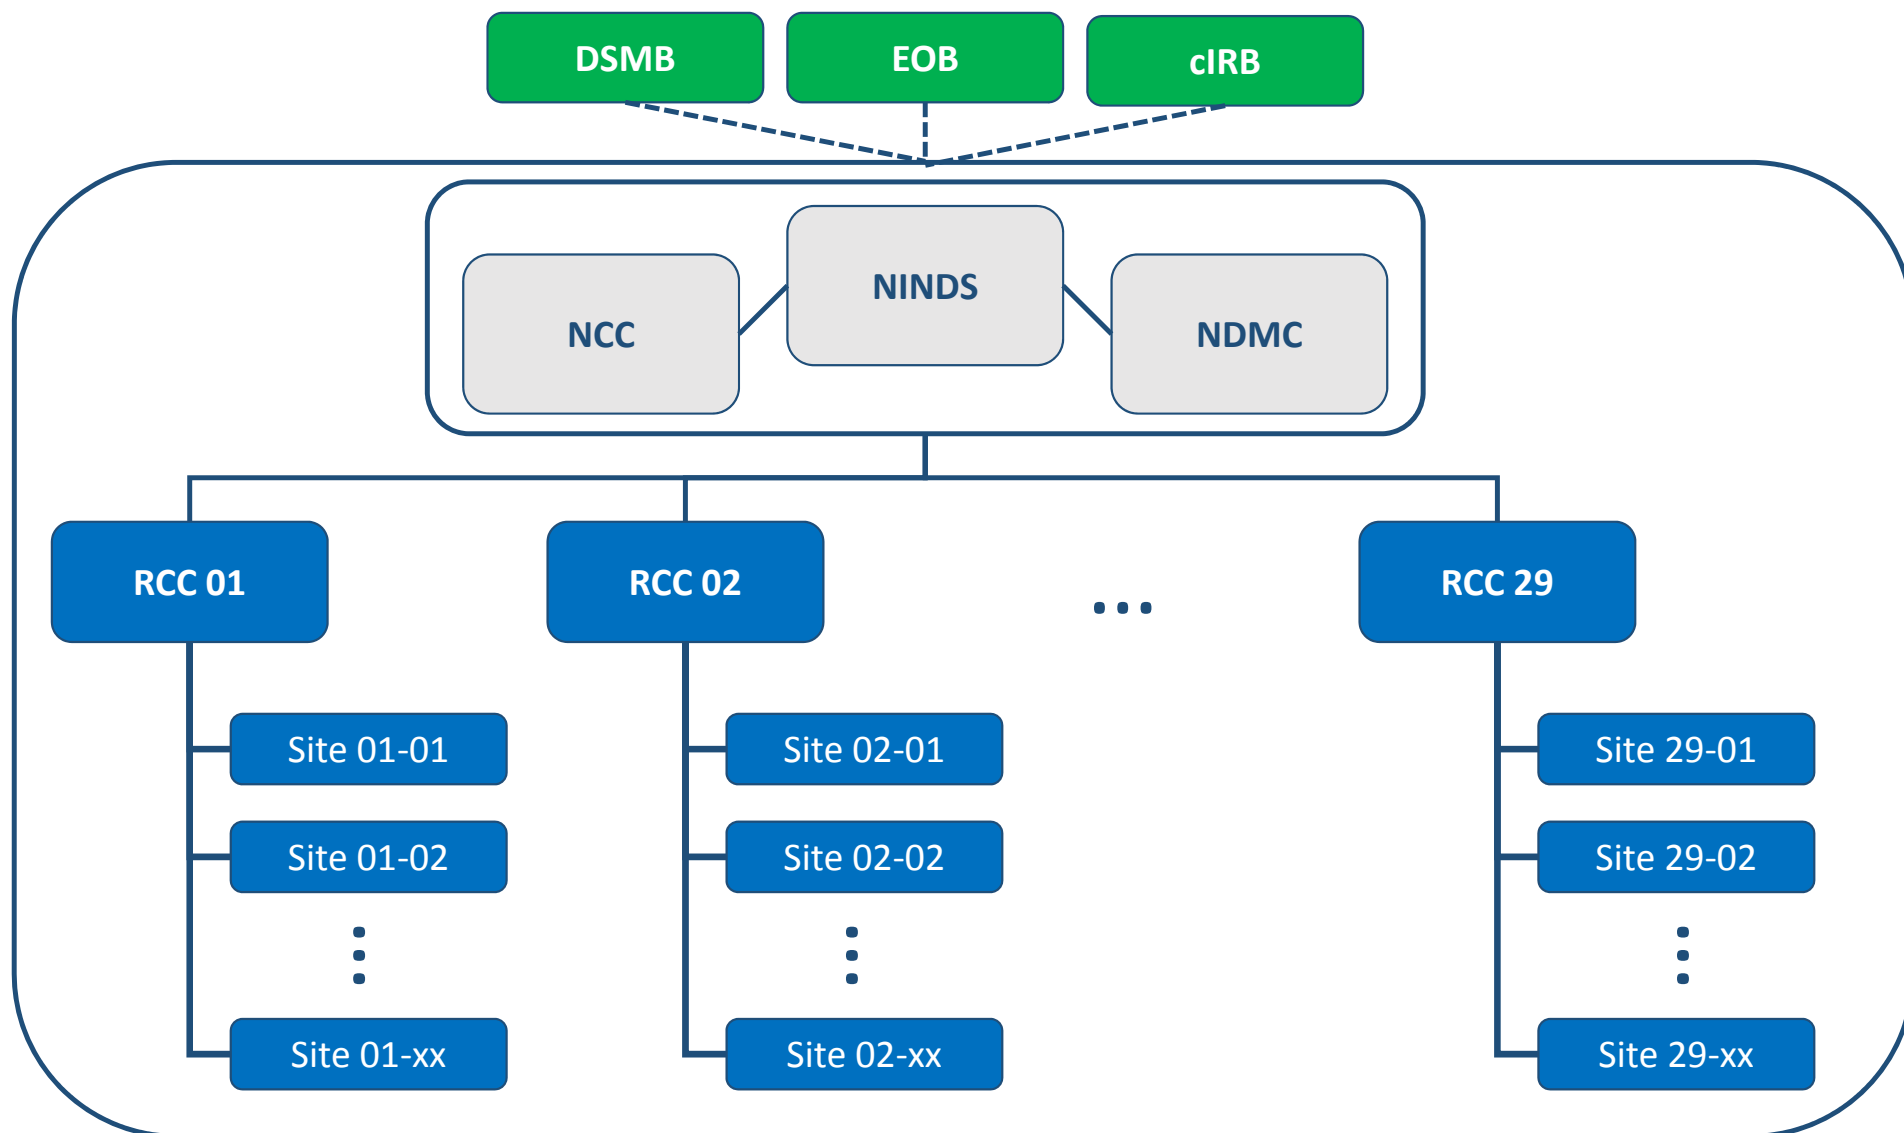 DSMB
EOB
cIRB
NCC
NINDS
NDMC
RCC 01
RCC 02
...
RCC 29
Site 01-01
Site 02-01
Site 29-01
Site 01-02
Site 02-02
Site 29-02
Site 01-xx
Site 02-xx
Site 29-xx